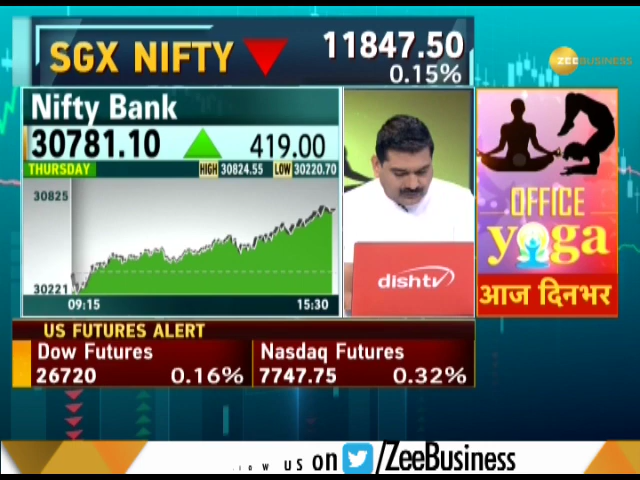 SGX NIFTY
11847.50
0.15%
ZEEBUSINESS
Nifty Bank
30781.10
419.00
THURSDAY
HIGH 30824.55 LOW 30220.70
30825
30221
09:15
15:30
dishtv
OFFICE
yoga
आज दिनभर
US FUTURES ALERT
Dow Futures
26720 0.16%
Nasdaq Futures
7747.75 0.32%
us on /ZeeBusiness